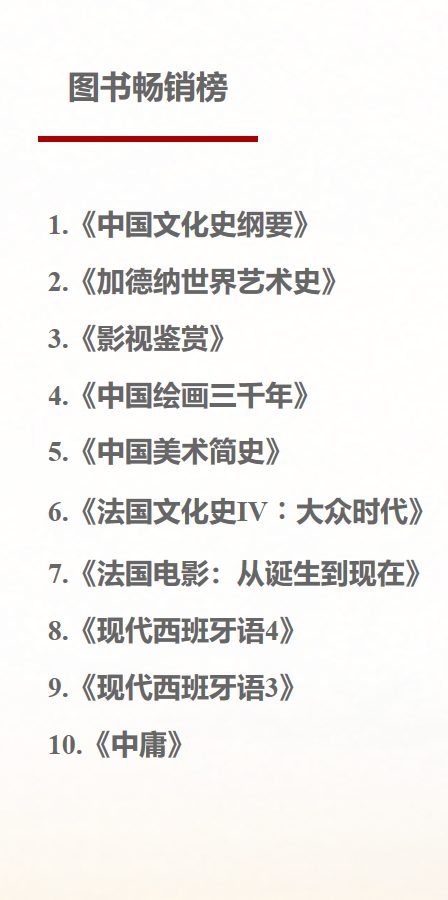 图书畅销榜
1.《中国文化史纲要》
2.《加德纳世界艺术史》
3.《影视鉴赏》
4.《中国绘画三千年》
5.《中国美术简史》
6.《法国文化史IV：大众时代》
7.《法国电影：从诞生到现在》
8.《现代西班牙语4》
9.《现代西班牙语3》
10.《中庸》